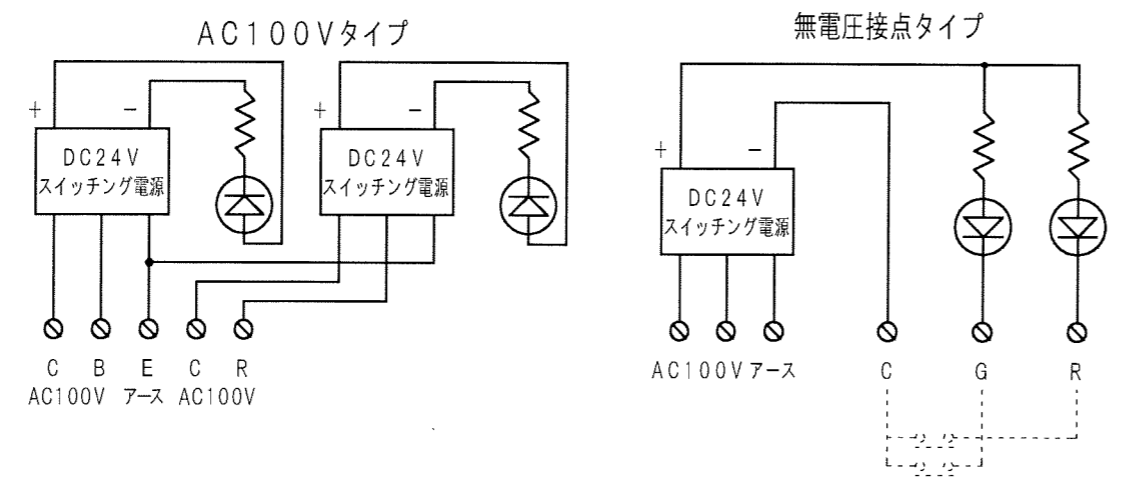 AC100Vタイプ
+ −
DC24V
スイッチング電源
+ −
DC24V
スイッチング電源
C B E C R
AC100V アース AC100V
無電圧接点タイプ
+ −
DC24V
スイッチング電源
AC100V アース C G R